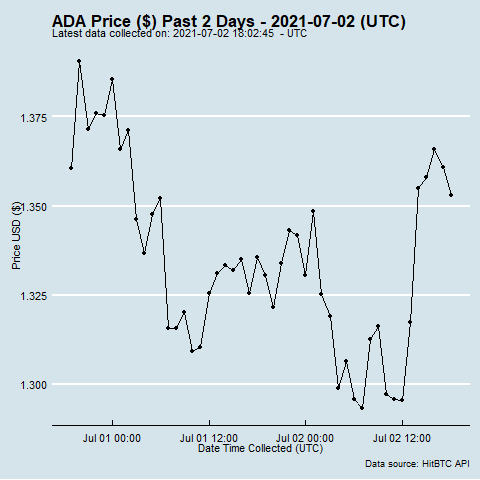 ADA Price ($) Past 2 Days - 2021-07-02 (UTC)
Latest data collected on: 2021-07-02 18:02:45  - UTC
1.375
1.350
1.325
1.300
Price USD ($)
Jul 01 00:00 Jul 01 12:00 Jul 02 00:00 Jul 02 12:00
Date Time Collected (UTC)
Data source: HitBTC API